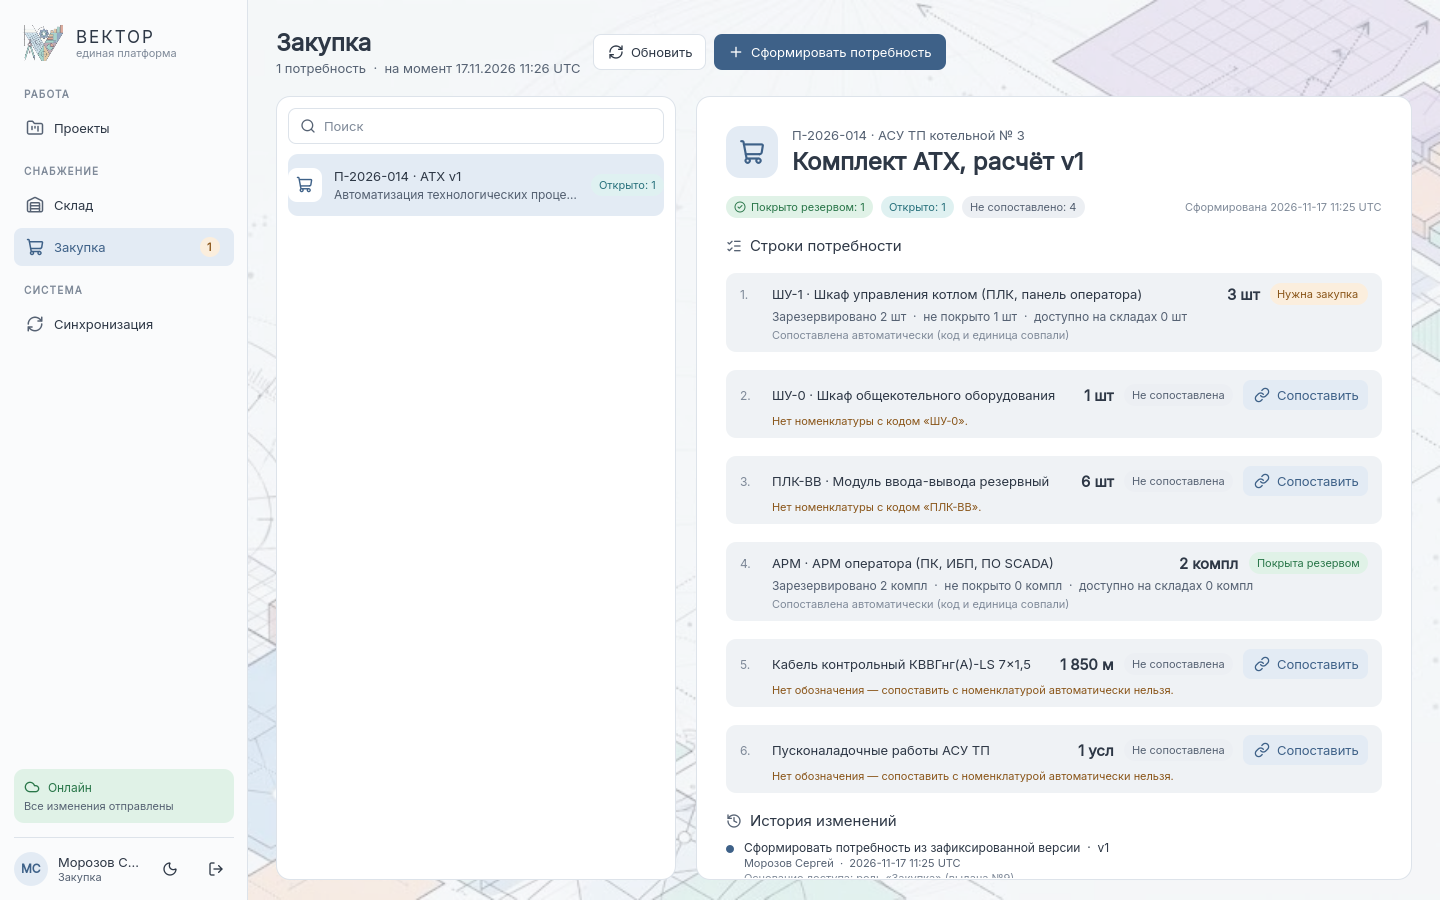 ВЕКТОР
единая платформа
РАБОТА
Проекты
СНАБЖЕНИЕ
Склад
Закупка 1
СИСТЕМА
Синхронизация
Онлайн
Все изменения отправлены
МС
Морозов С...
Закупка
Закупка
1 потребность · на момент 17.11.2026 11:26 UTC
Обновить
Сформировать потребность
Поиск
П-2026-014 · АТХ v1
Автоматизация технологических проце...
Открыто: 1
П-2026-014 · АСУ ТП котельной № 3
Комплект АТХ, расчёт v1
Покрыто резервом: 1
Открыто: 1
Не сопоставлено: 4
Сформирована 2026-11-17 11:25 UTC
Строки потребности
1. ШУ-1 · Шкаф управления котлом (ПЛК, панель оператора) 3 шт Нужна закупка
Зарезервировано 2 шт · не покрыто 1 шт · доступно на складах 0 шт
Сопоставлена автоматически (код и единица совпали)
2. ШУ-0 · Шкаф общекотельного оборудования 1 шт Не сопоставлена Сопоставить
Нет номенклатуры с кодом «ШУ-0».
3. ПЛК-ВВ · Модуль ввода-вывода резервный 6 шт Не сопоставлена Сопоставить
Нет номенклатуры с кодом «ПЛК-ВВ».
4. АРМ · АРМ оператора (ПК, ИБП, ПО SCADA) 2 компл Покрыта резервом
Зарезервировано 2 компл · не покрыто 0 компл · доступно на складах 0 компл
Сопоставлена автоматически (код и единица совпали)
5. Кабель контрольный КВВГнг(А)-LS 7×1,5 1 850 м Не сопоставлена Сопоставить
Нет обозначения — сопоставить с номенклатурой автоматически нельзя.
6. Пусконаладочные работы АСУ ТП 1 усл Не сопоставлена Сопоставить
Нет обозначения — сопоставить с номенклатурой автоматически нельзя.
История изменений
Сформировать потребность из зафиксированной версии · v1
Морозов Сергей · 2026-11-17 11:25 UTC
Основание доступа: роль «Закупка» (выдача №9)